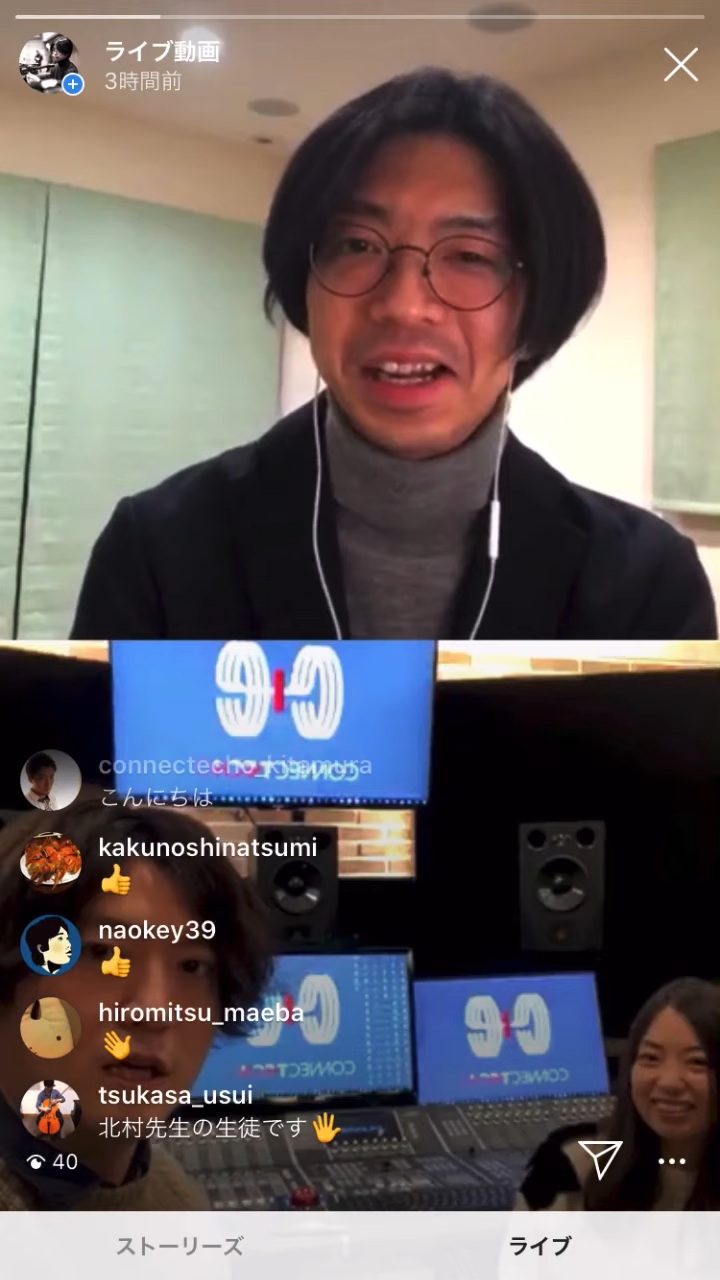 ライブ動画
3時間前
connectecho_kitamura
こんにちは
kakunoshinatsumi
👍
naokey39
👍
hiromitsu_maeba
👋
tsukasa_usui
北村先生の生徒です🖐
40
ストーリーズ
ライブ